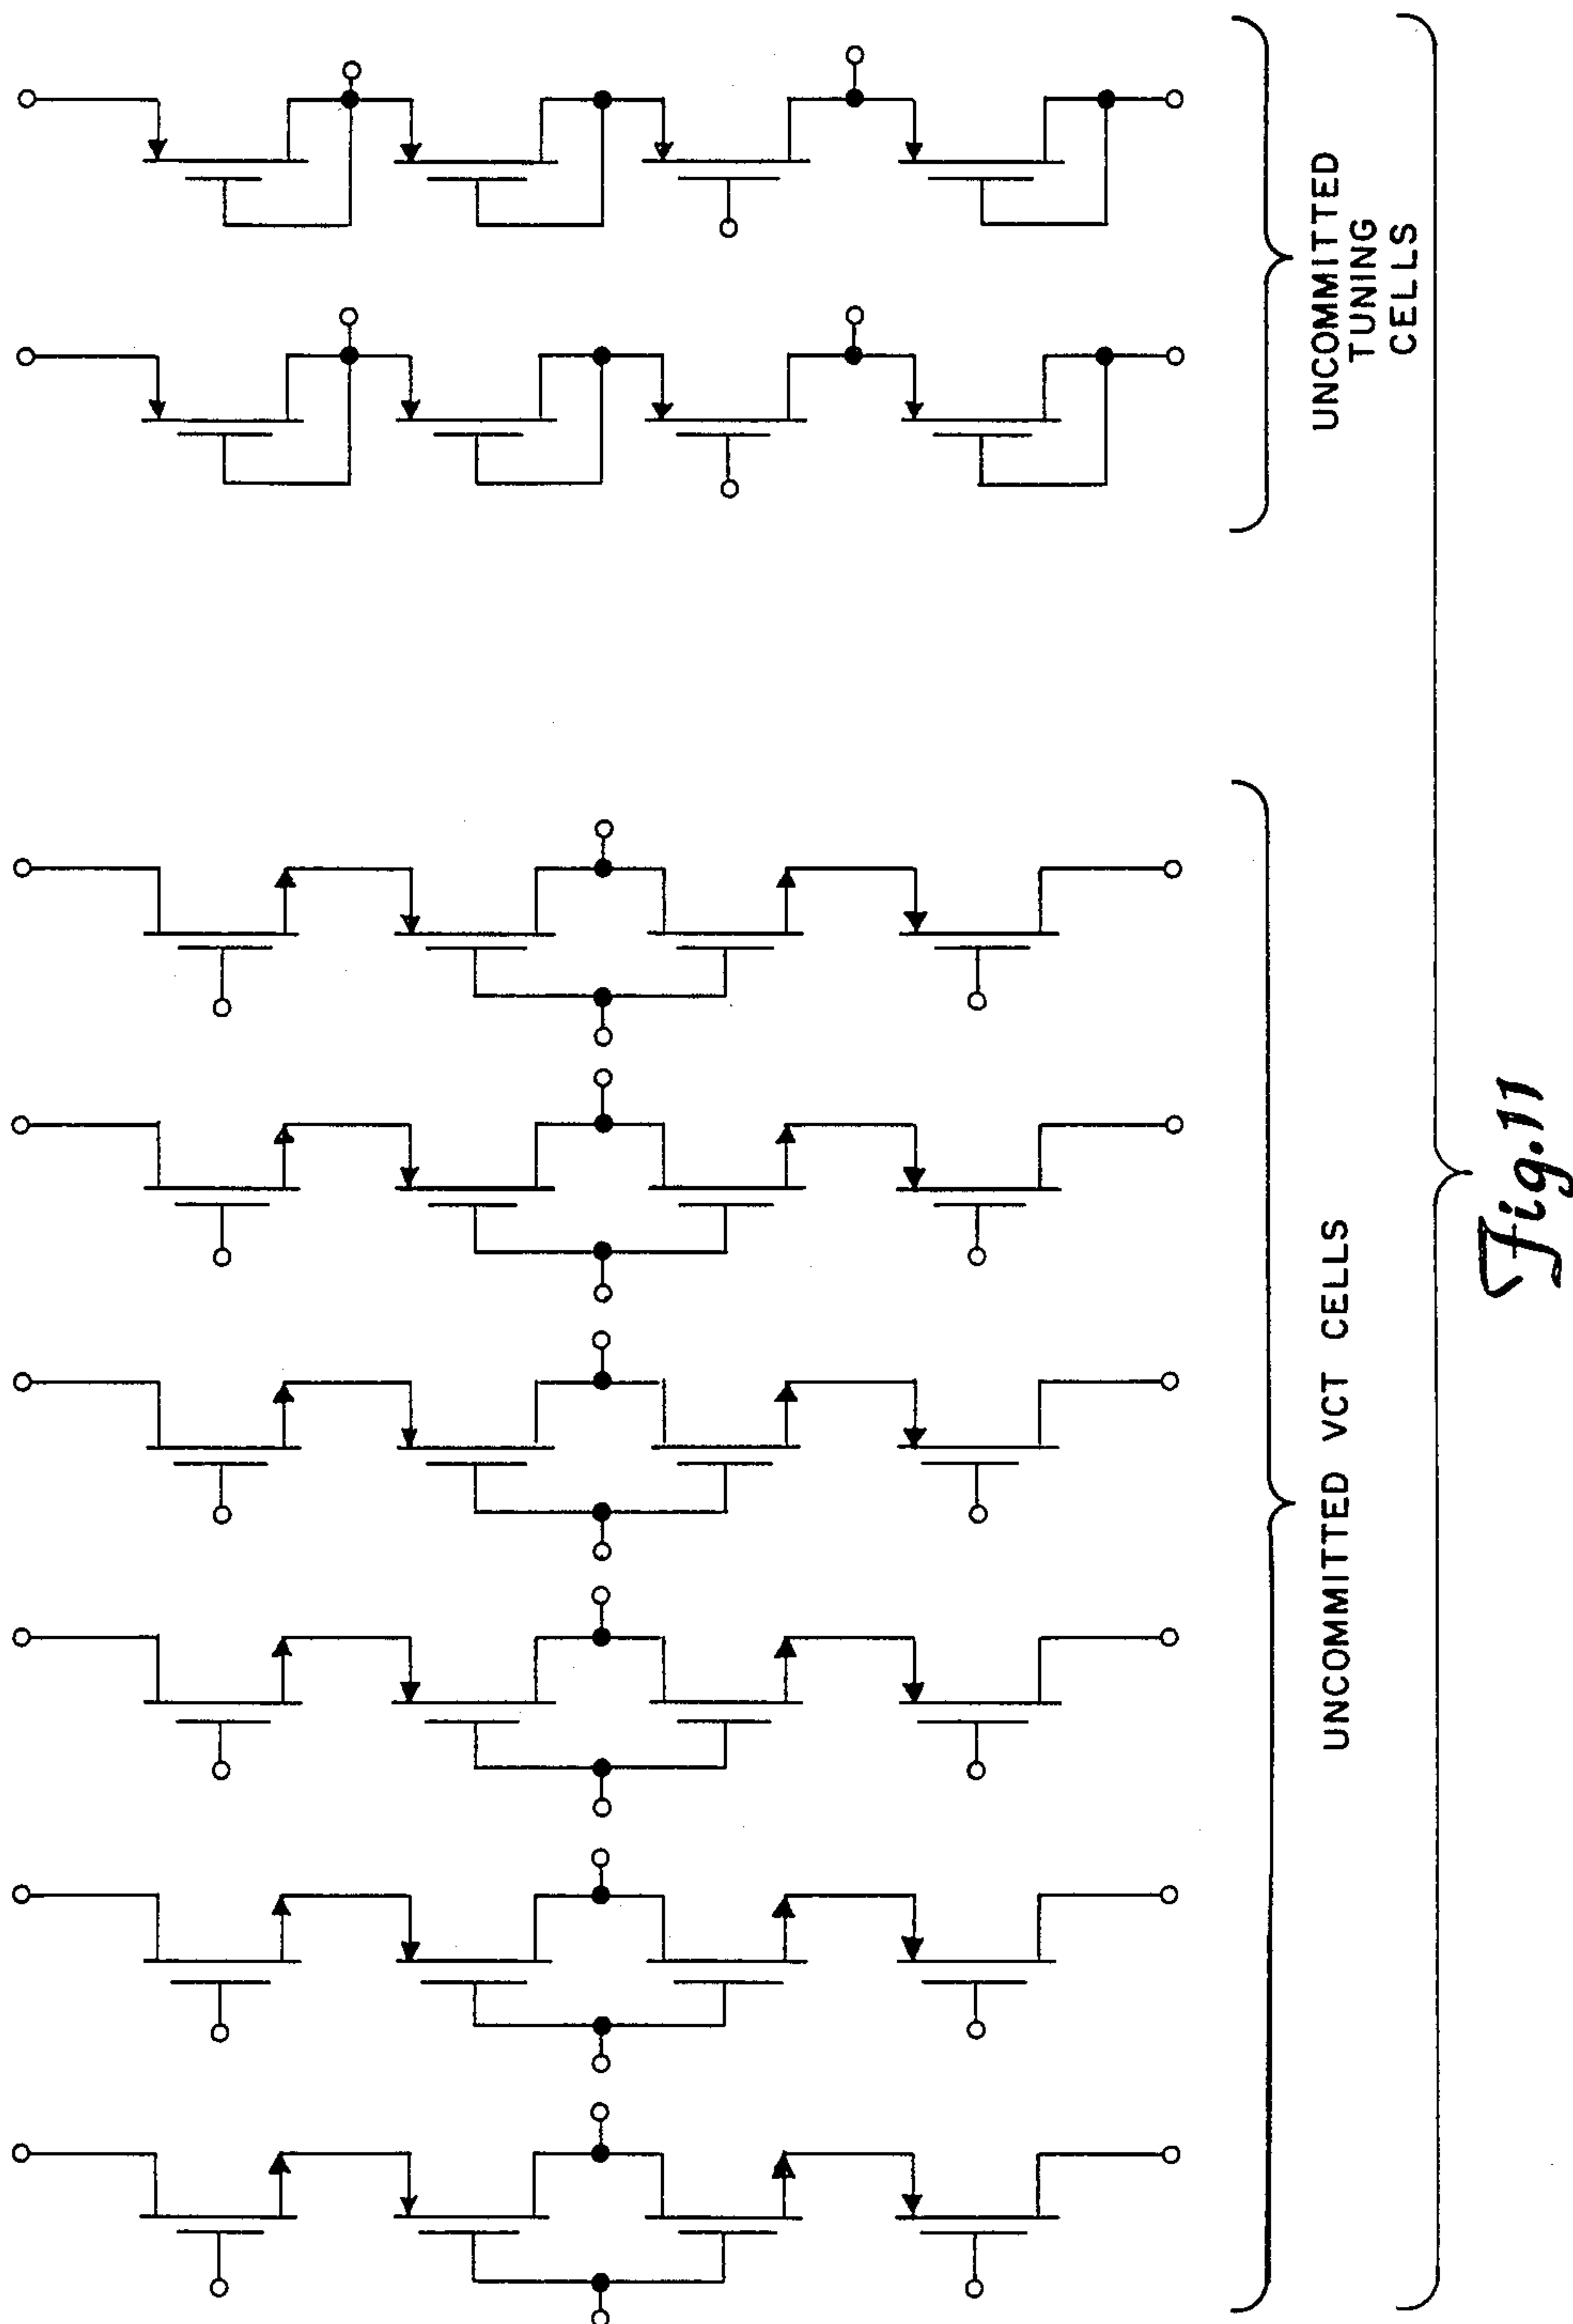 UNCOMMITTED VCT CELLS
UNCOMMITTED
TUNING
CELLS
Fig.11